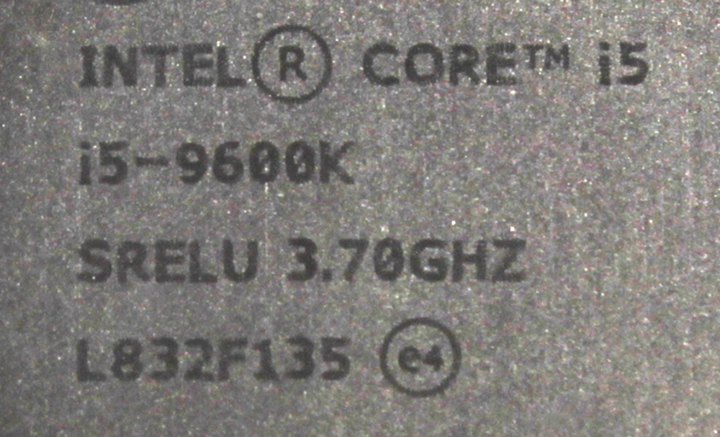 INTEL® CORE™ i5
i5-9600K
SRELU 3.70GHZ
L832F135 e4